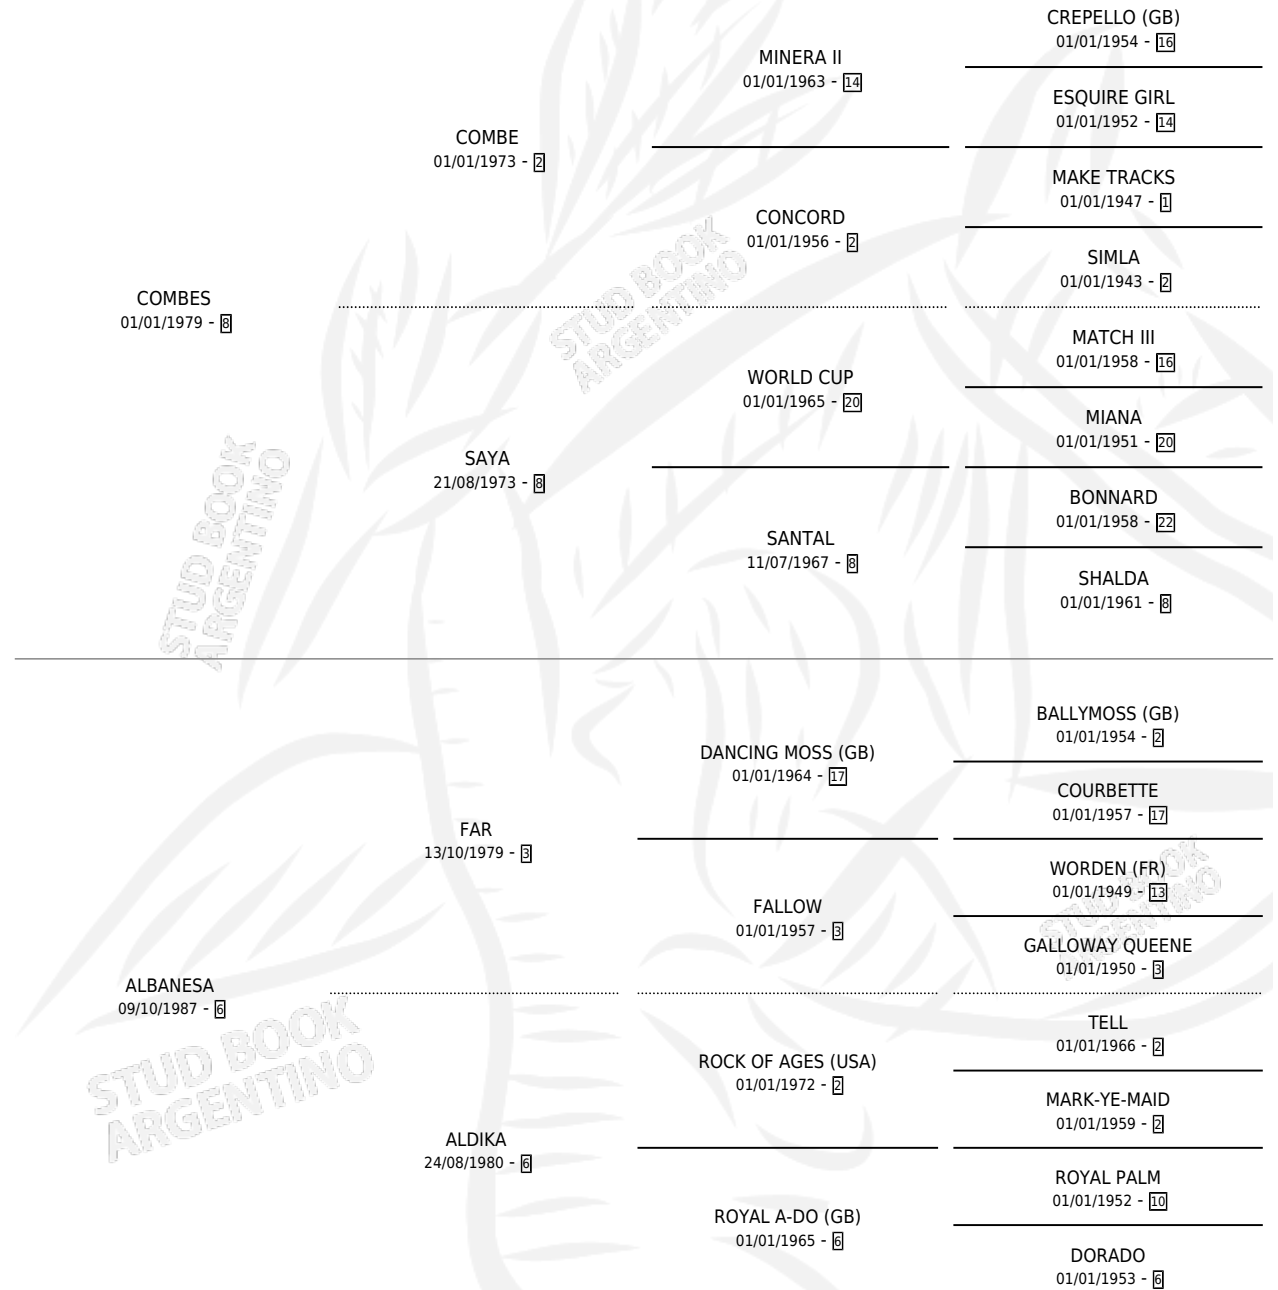 CREPELLO (GB)
01/01/1954 - 16
MINERA II
01/01/1963 - 14
ESQUIRE GIRL
01/01/1952 - 14
COMBE
01/01/1973 - 2
MAKE TRACKS
01/01/1947 - 1
CONCORD
01/01/1956 - 2
SIMLA
01/01/1943 - 2
COMBES
01/01/1979 - 8
MATCH III
01/01/1958 - 16
WORLD CUP
01/01/1965 - 20
MIANA
01/01/1951 - 20
SAYA
21/08/1973 - 8
BONNARD
01/01/1958 - 22
SANTAL
11/07/1967 - 8
SHALDA
01/01/1961 - 8
BALLYMOSS (GB)
01/01/1954 - 2
DANCING MOSS (GB)
01/01/1964 - 17
COURBETTE
01/01/1957 - 17
FAR
13/10/1979 - 3
WORDEN (FR)
01/01/1949 - 13
FALLOW
01/01/1957 - 3
GALLOWAY QUEENE
01/01/1950 - 3
ALBANESA
09/10/1987 - 6
TELL
01/01/1966 - 2
ROCK OF AGES (USA)
01/01/1972 - 2
MARK-YE-MAID
01/01/1959 - 2
ALDIKA
24/08/1980 - 6
ROYAL PALM
01/01/1952 - 10
ROYAL A-DO (GB)
01/01/1965 - 6
DORADO
01/01/1953 - 6
STUD BOOK
ARGENTINO
STUD BOOK
ARGENTINO
STUD BOOK
ARGENTINO
STUD BOOK
ARGENTINO